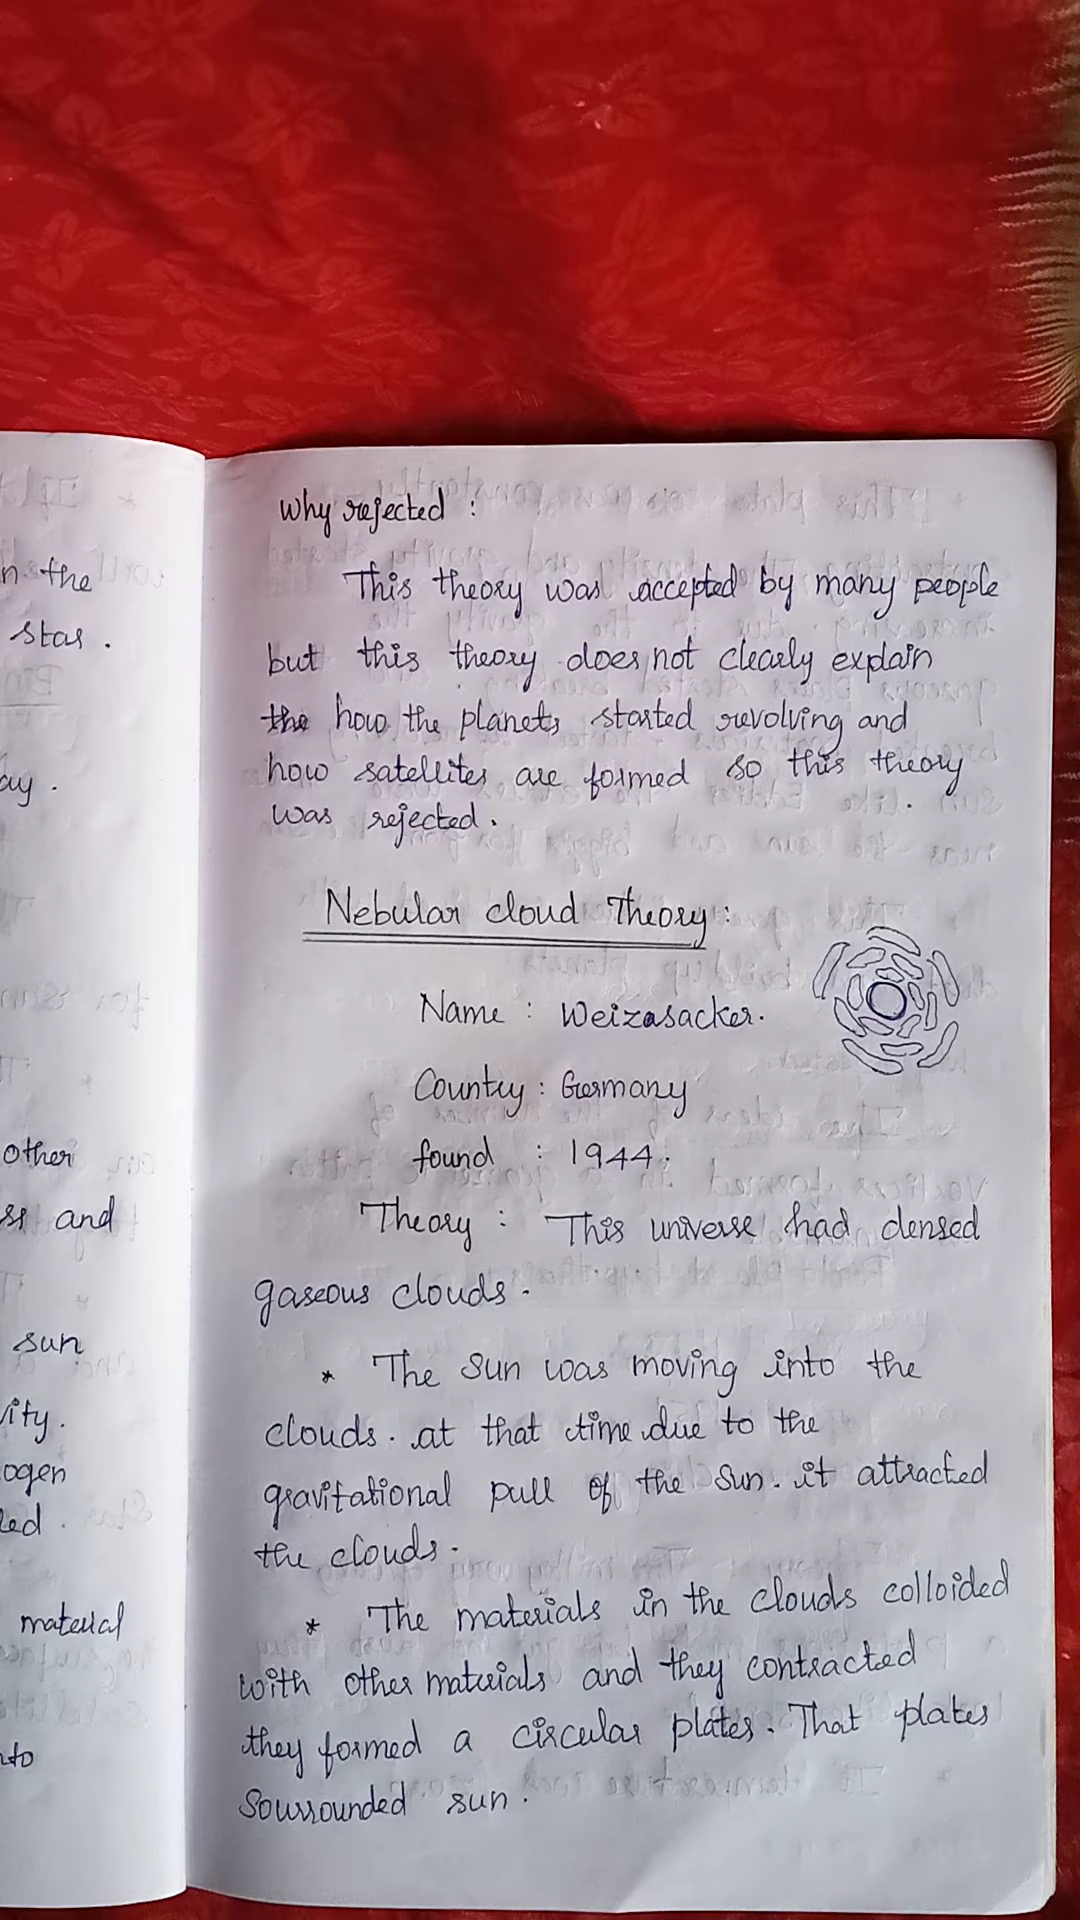 n the
star.
ay.
other
ss and
sun
vity.
ogen
led.
material
nto
Why rejected :
This theory was accepted by many people
but this theory does not clearly explain
the how the planets started revolving and
how satellites are formed so this theory
was rejected.
Nebular cloud Theory :
Name : Weizasacker.
Country : Germany
found : 1944.
Theory : This universe had densed
gaseous clouds.
* The Sun was moving into the
clouds. at that time due to the
gravitational pull of the Sun. it attracted
the clouds.
* The materials in the clouds colloided
with other materials and they contracted
they formed a circular plates. That plates
Sourrounded sun.